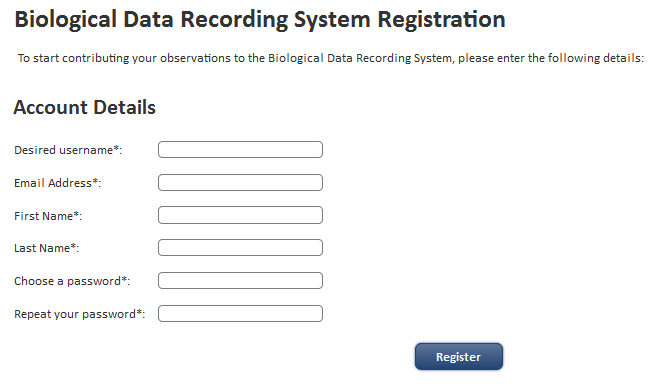 Biological Data Recording System Registration
To start contributing your observations to the Biological Data Recording System, please enter the following details:
Account Details
Desired username*:
Email Address*:
First Name*:
Last Name*:
Choose a password*:
Repeat your password*:
Register